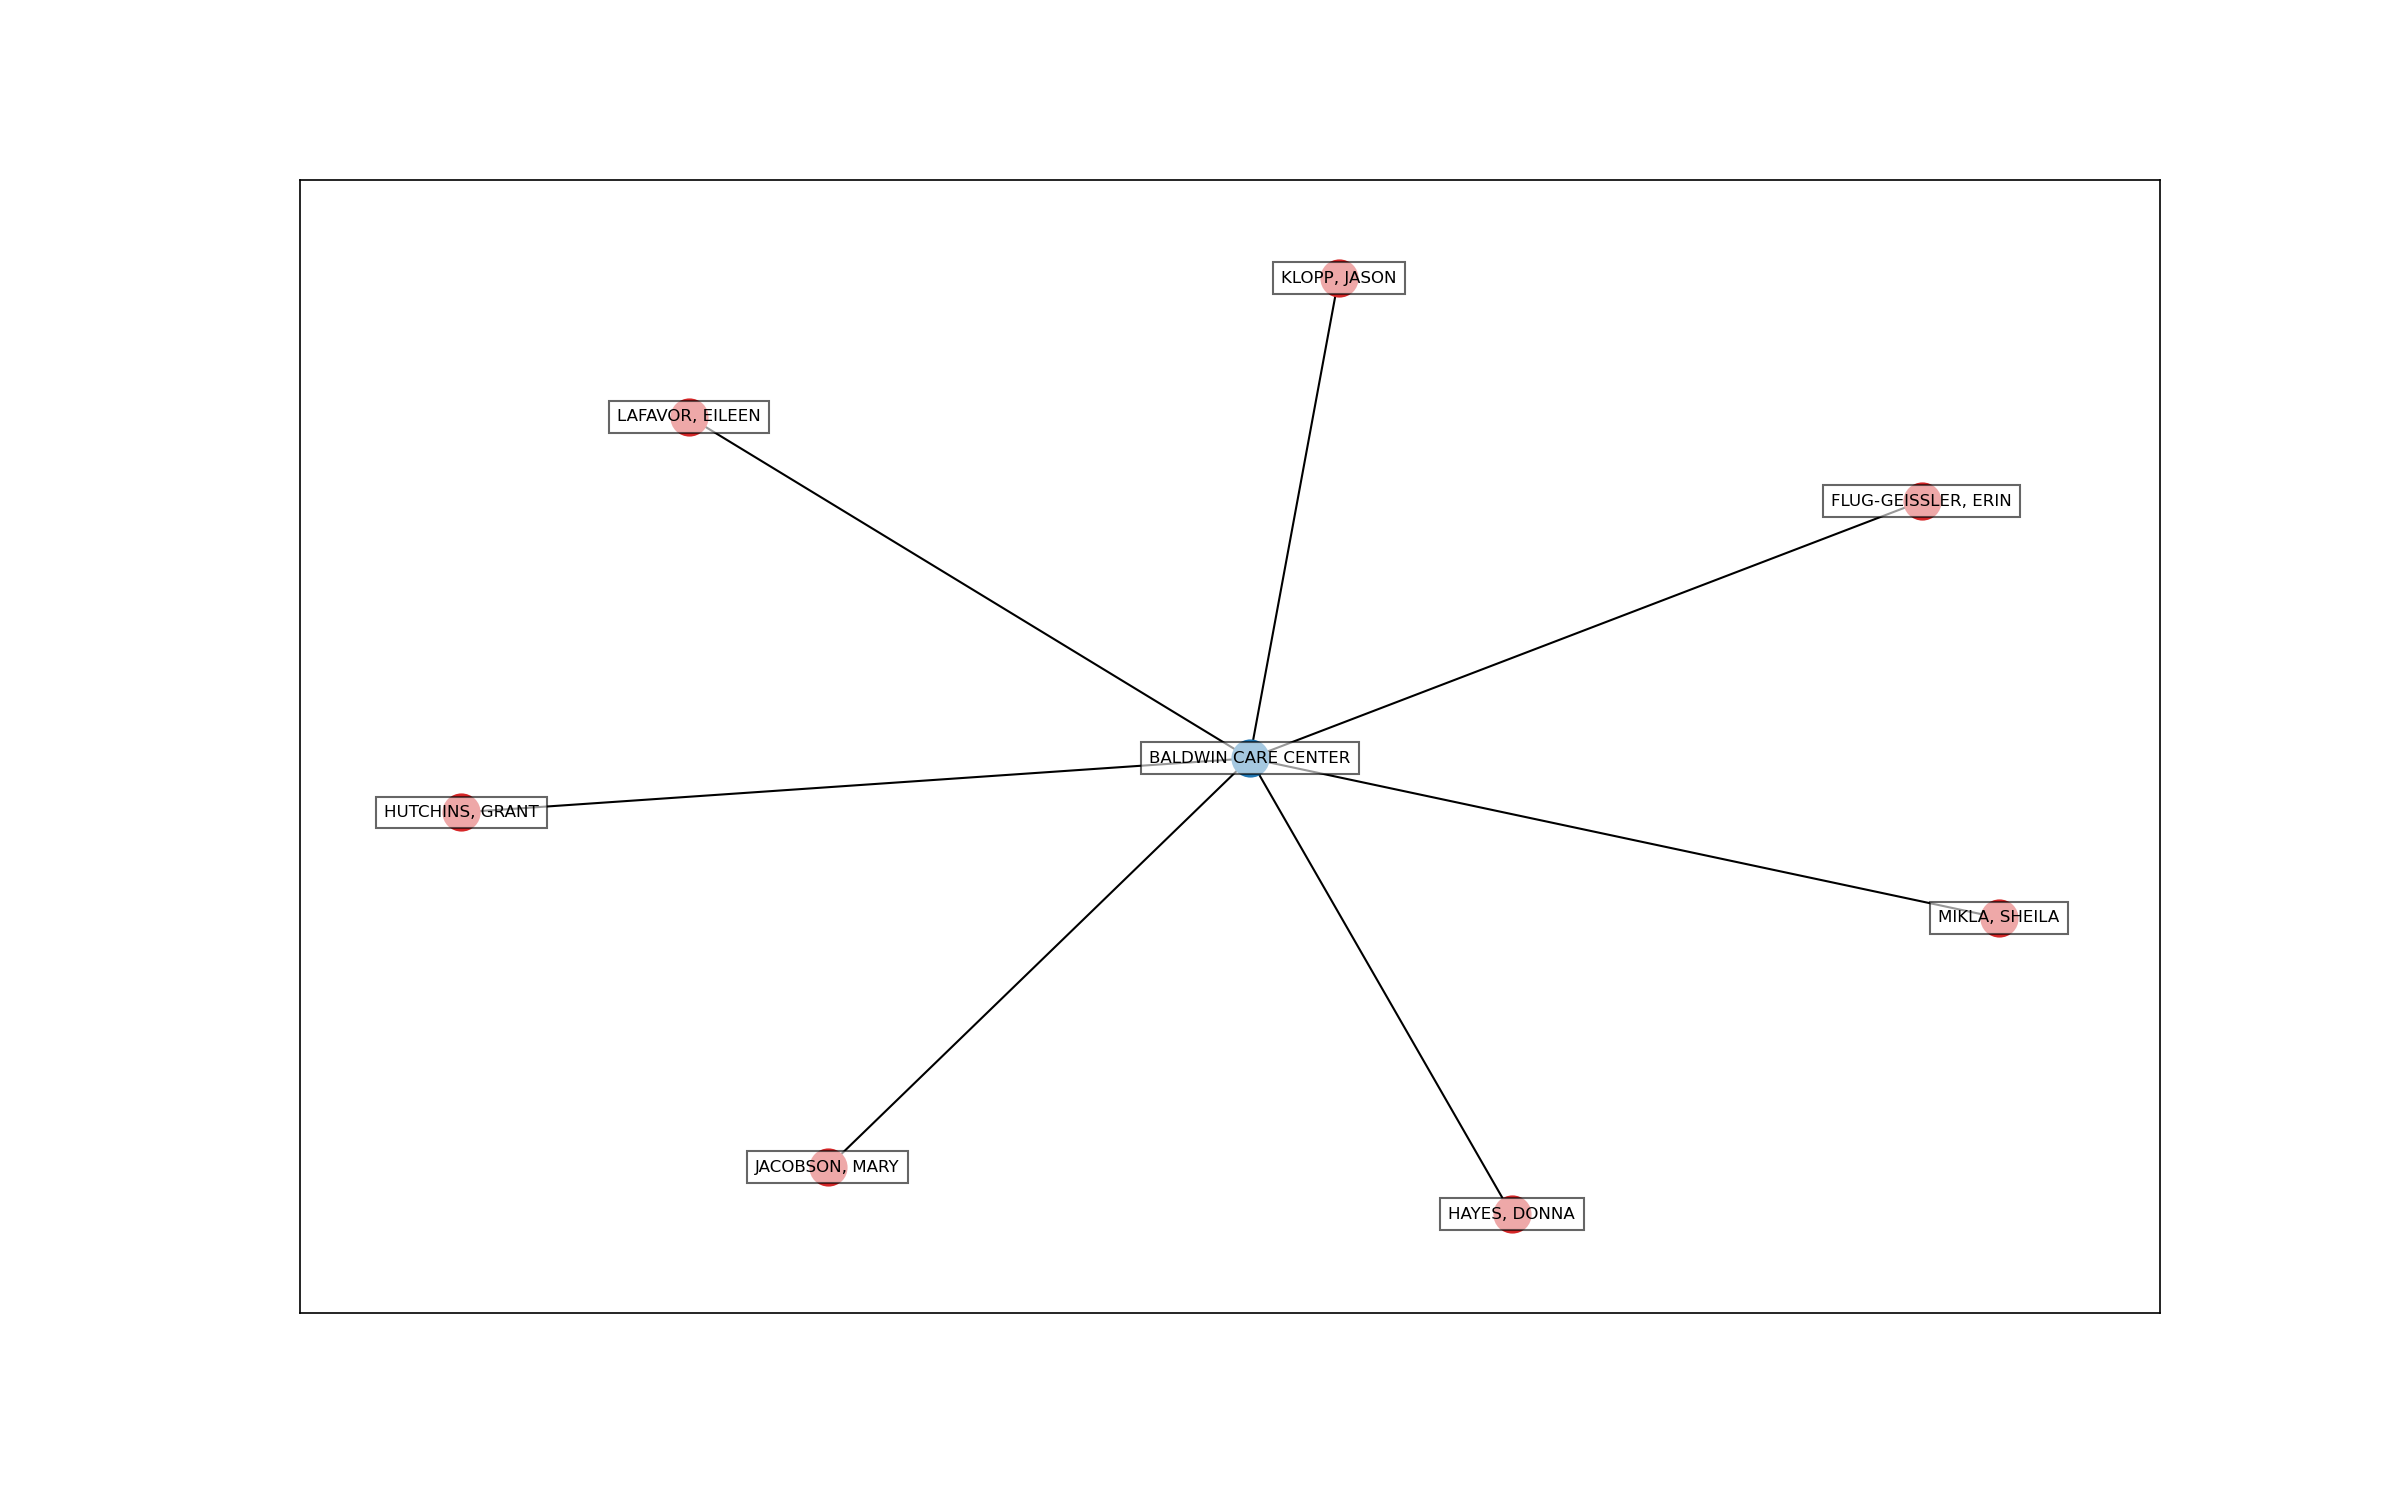 KLOPP, JASON
LAFAVOR, EILEEN
FLUG-GEISSLER, ERIN
BALDWIN CARE CENTER
HUTCHINS, GRANT
MIKLA, SHEILA
JACOBSON, MARY
HAYES, DONNA